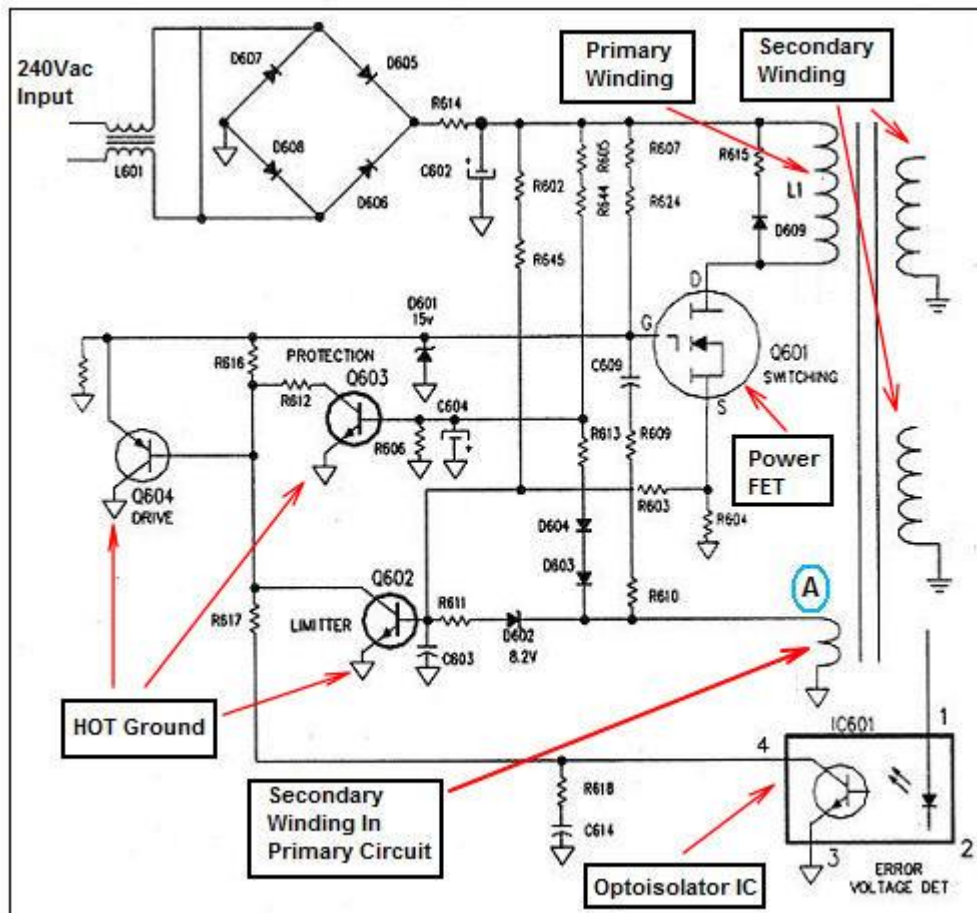 240Vac
Input
L601
D607
D605
D608
D606
R614
C602
+
R602
R645
R605
R644
R607
R624
R615
D609
L1
Primary
Winding
Secondary
Winding
D
G
S
Q601
SWITCHING
Power
FET
D601
15v
R616
PROTECTION
Q603
R612
C604
+
R606
R613
C609
R609
R603
R604
Q604
DRIVE
D604
D603
R610
A
Q602
LIMITTER
R611
D602
8.2V
C603
R617
HOT Ground
IC601
1
4
R618
C614
3
2
Secondary
Winding In
Primary Circuit
Optoisolator IC
ERROR
VOLTAGE DET